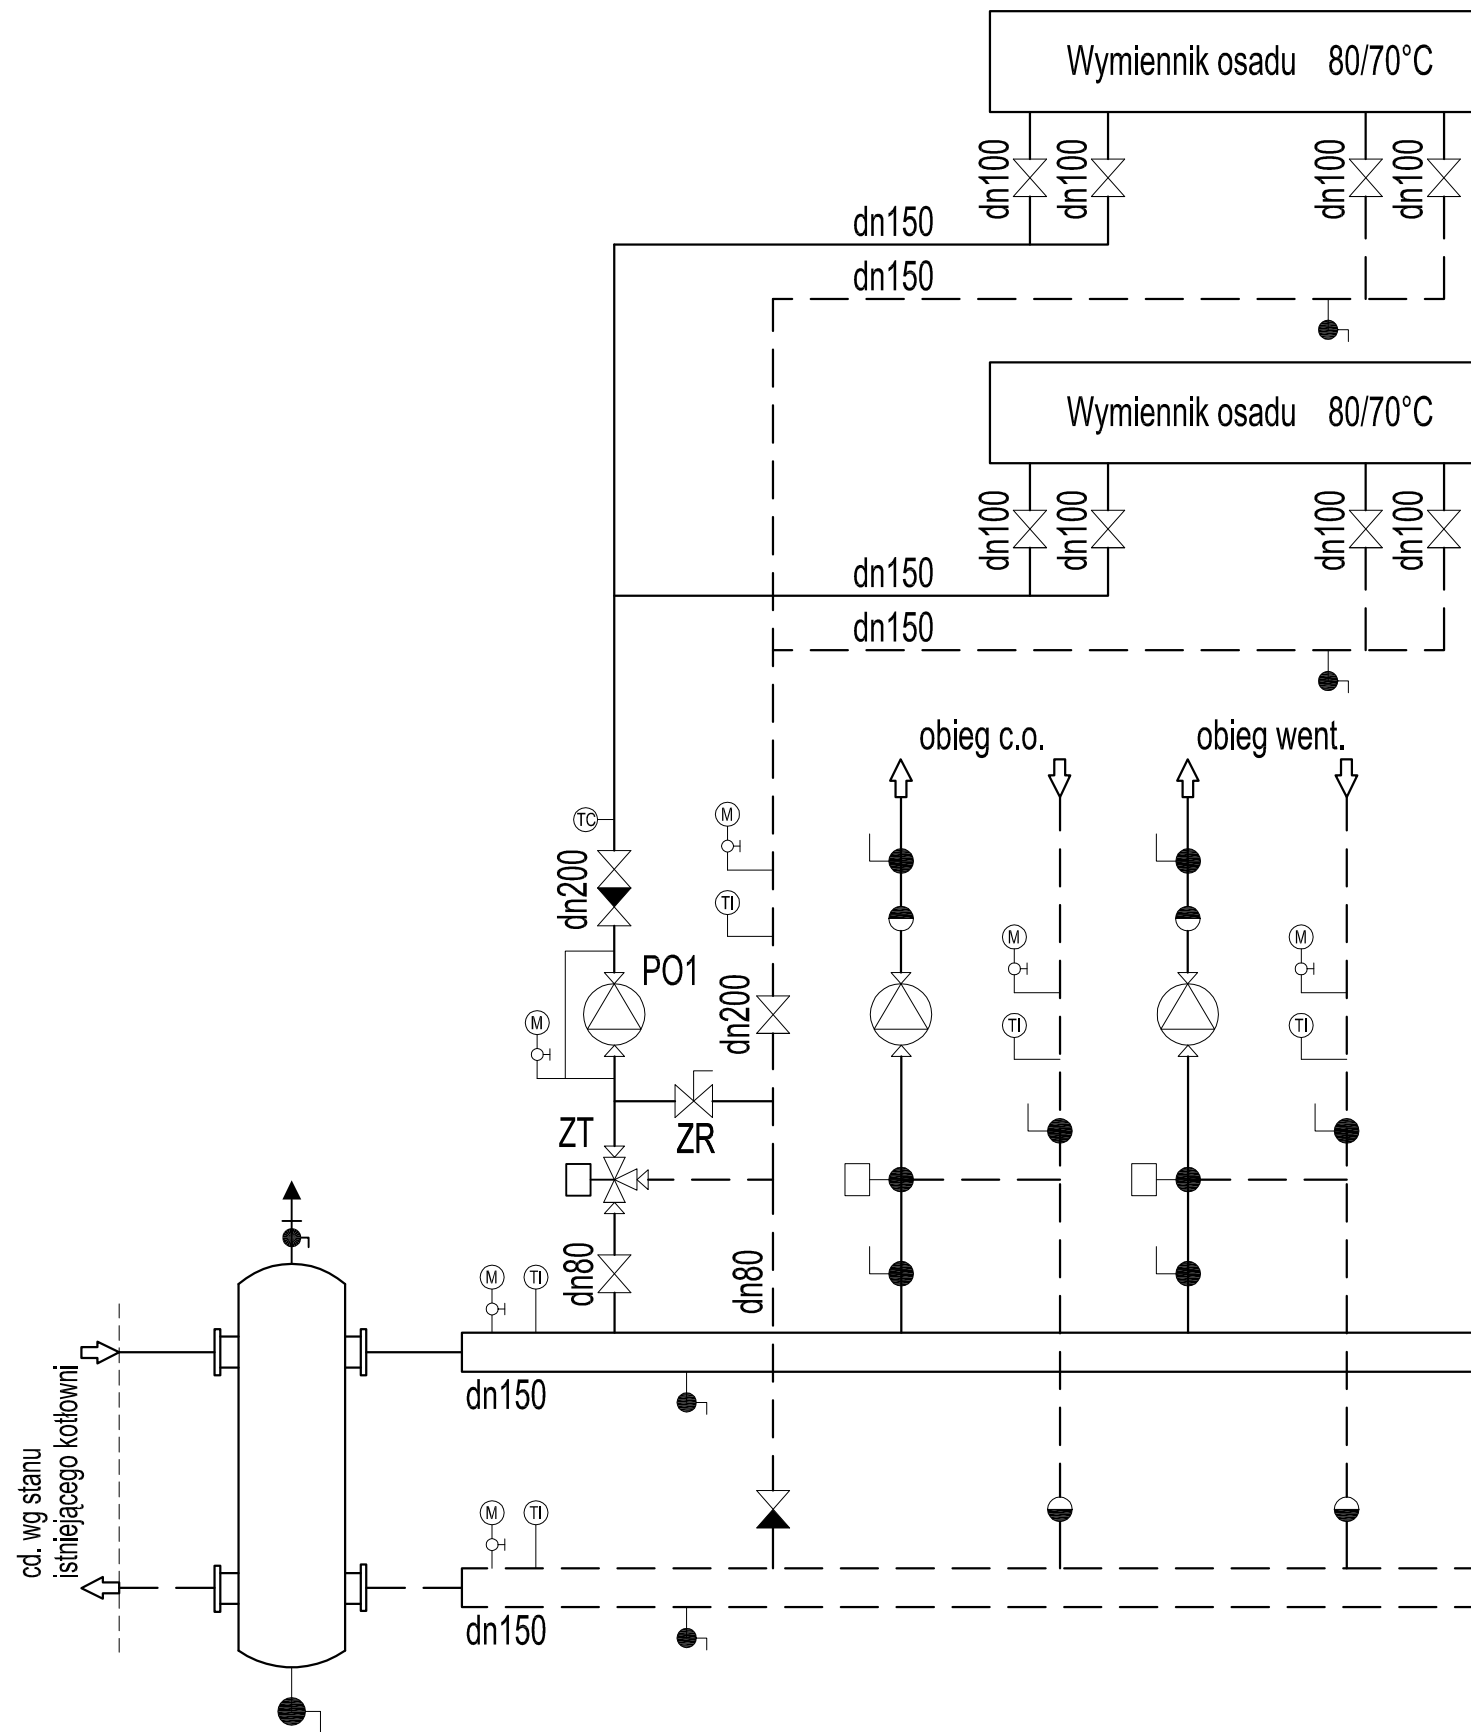 Wymiennik osadu 80/70°C
dn100
dn100
dn100
dn100
dn150
dn150
Wymiennik osadu 80/70°C
dn100
dn100
dn100
dn100
dn150
dn150
obieg c.o.
obieg went.
TC
M
dn200
TI
M
M
PO1
dn200
M
TI
TI
ZT
ZR
dn80
dn80
M
TI
dn150
cd. wg stanu
istniejącego kotłowni
M
TI
dn150